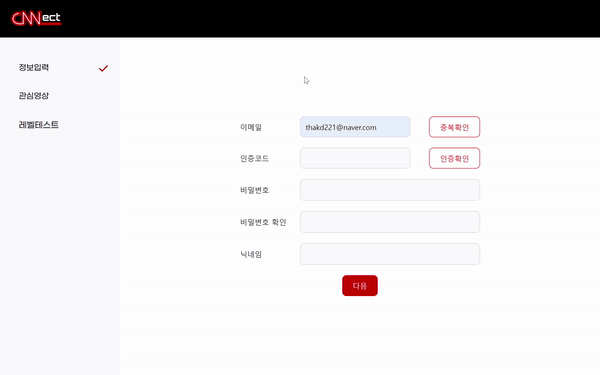 CNNect
정보입력
관심영상
레벨테스트
이메일 thakd221@naver.com 중복확인
인증코드 인증확인
비밀번호
비밀번호 확인
닉네임
다음